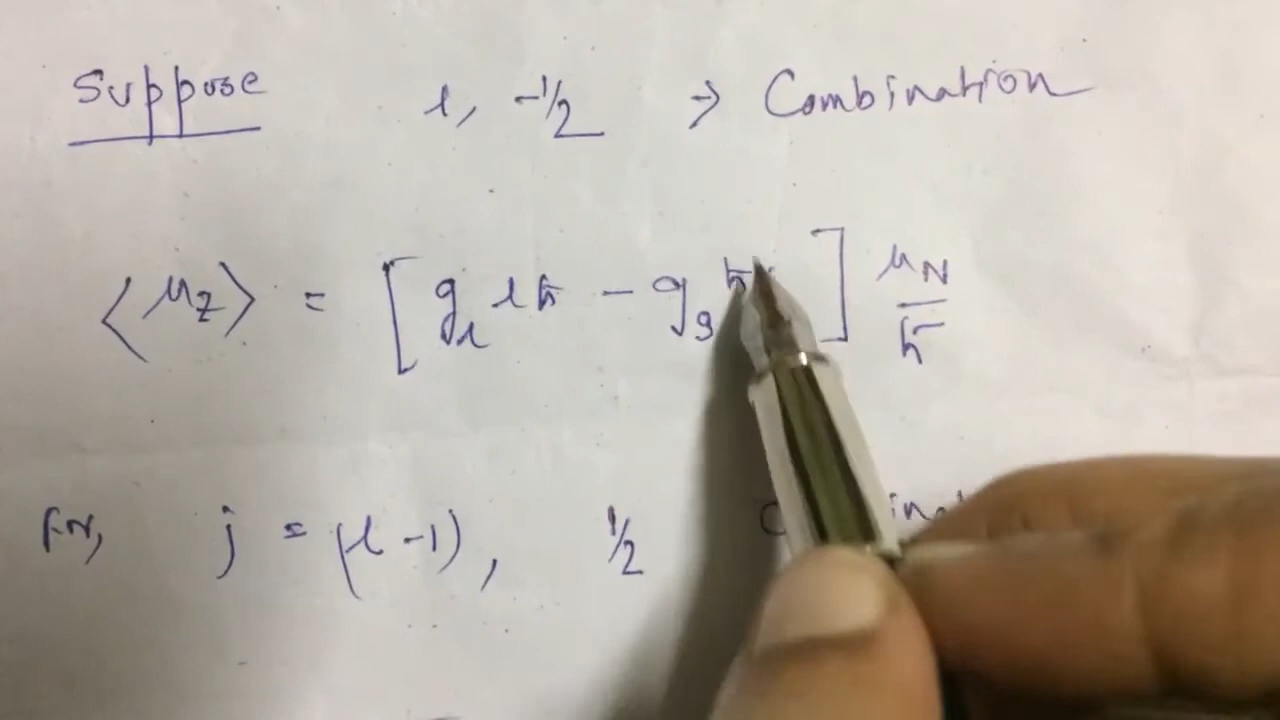 Suppose l, -1/2 → Combination
⟨μz⟩ = [gₗ lħ - gₛ ħ ] μN/ħ
For, j = (l-1), 1/2